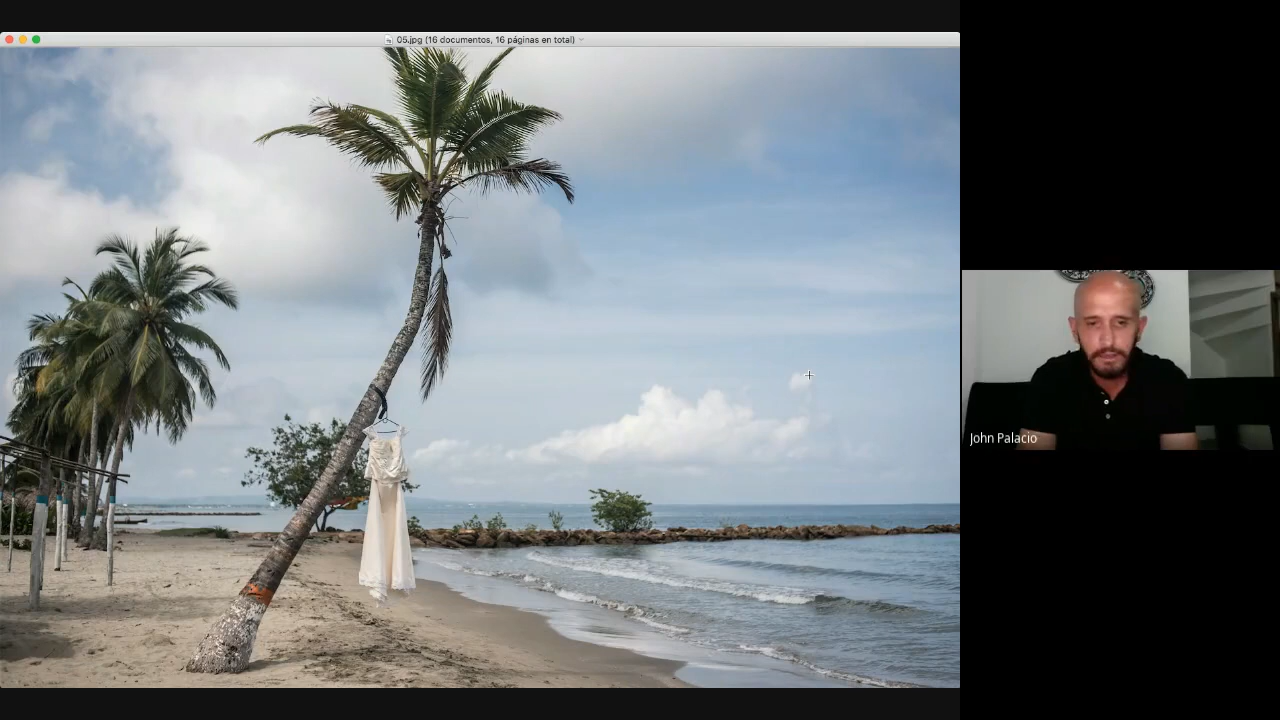 05.jpg (16 documentos, 16 páginas en total)
John Palacio